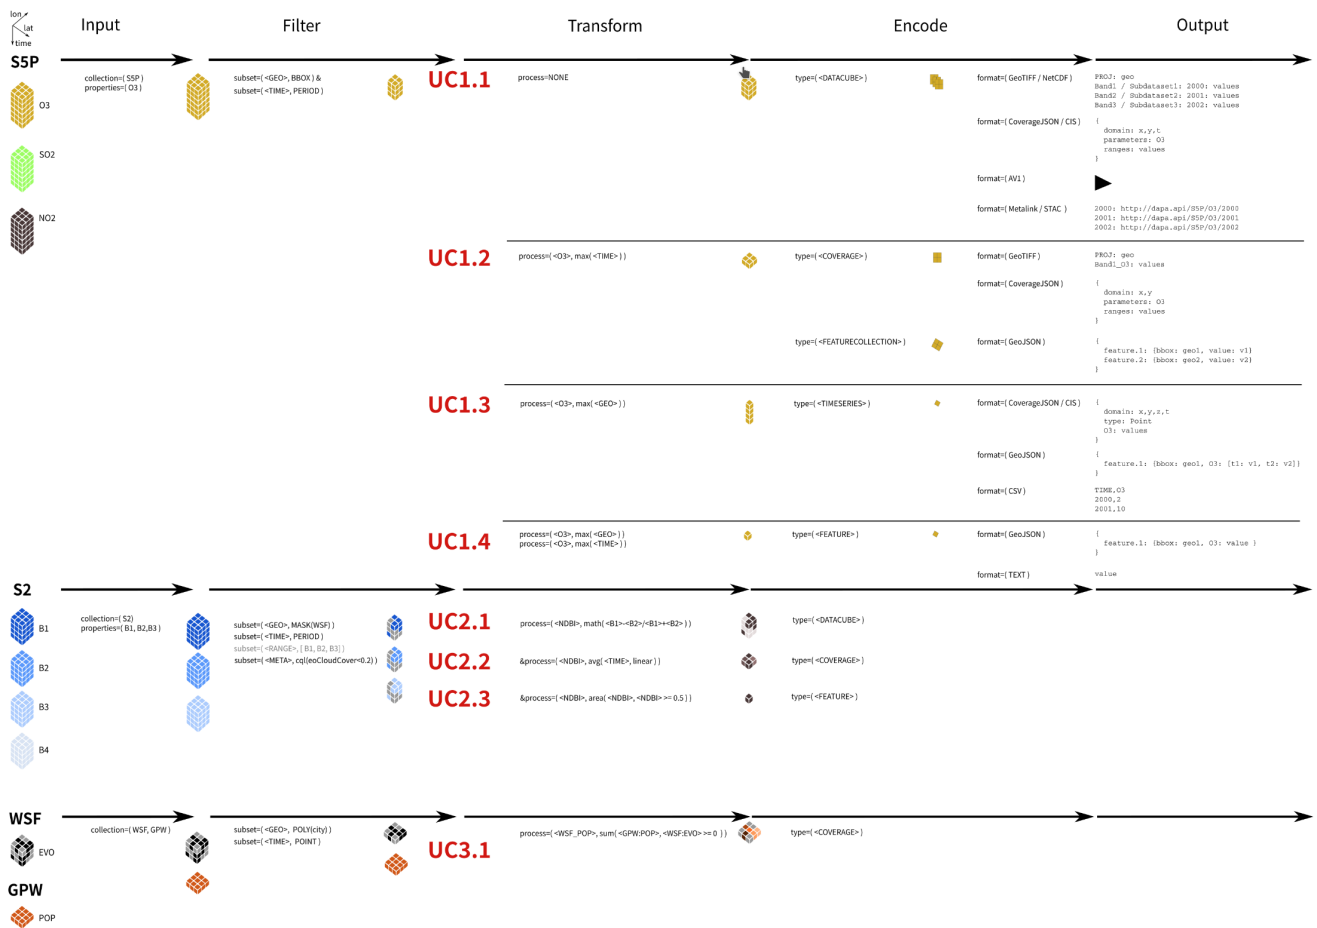 lon
lat
time
Input
Filter
Transform
Encode
Output
S5P
O3
SO2
NO2
collection=( S5P )
properties=( O3 )
subset=( <GEO>, BBOX ) &
subset=( <TIME>, PERIOD )
UC1.1
process=NONE
type=( <DATACUBE> )
format=( GeoTIFF / NetCDF )
PROJ: geo
Band1 / Subdataset1: 2000: values
Band2 / Subdataset2: 2001: values
Band3 / Subdataset3: 2002: values
format=( CoverageJSON / CIS )
{
domain: x,y,t
parameters: O3
ranges: values
}
format=( AV1 )
format=( Metalink / STAC )
2000: http://dapa.api/S5P/O3/2000
2001: http://dapa.api/S5P/O3/2001
2002: http://dapa.api/S5P/O3/2002
UC1.2
process=( <O3>, max( <TIME> ) )
type=( <COVERAGE> )
format=( GeoTIFF )
PROJ: geo
Band1_O3: values
format=( CoverageJSON )
{
domain: x,y
parameters: O3
ranges: values
}
type=( <FEATURECOLLECTION> )
format=( GeoJSON )
{
feature.1: {bbox: geo1, value: v1}
feature.2: {bbox: geo2, value: v2}
}
UC1.3
process=( <O3>, max( <GEO> ) )
type=( <TIMESERIES> )
format=( CoverageJSON / CIS )
{
domain: x,y,z,t
type: Point
O3: values
}
format=( GeoJSON )
{
feature.1: {bbox: geo1, O3: [t1: v1, t2: v2]}
format=( CSV )
TIME,O3
2000,2
2001,10
UC1.4
process=( <O3>, max( <GEO> ) )
process=( <O3>, max( <TIME> ) )
type=( <FEATURE> )
format=( GeoJSON )
{
feature.1: {bbox: geo1, O3: value }
}
format=( TEXT )
value
S2
B1
B2
B3
B4
collection=( S2)
properties=( B1, B2,B3 )
subset=( <GEO>, MASK(WSF) )
subset=( <TIME>, PERIOD )
subset=( <RANGE>, [ B1, B2, B3] )
subset=( <META>, cql(eoCloudCover<0.2) )
UC2.1
process=( <NDBI>, math( <B1>-<B2>/<B1>+<B2> ) )
type=( <DATACUBE> )
UC2.2
&process=( <NDBI>, avg( <TIME>, linear ) )
type=( <COVERAGE> )
UC2.3
&process=( <NDBI>, area( <NDBI>, <NDBI> >= 0.5 ) )
type=( <FEATURE> )
WSF
EVO
GPW
POP
collection=( WSF, GPW )
subset=( <GEO>, POLY(city) )
subset=( <TIME>, POINT )
UC3.1
process=( <WSF_POP>, sum( <GPW:POP>, <WSF:EVO> >= 0 ) )
type=( <COVERAGE> )